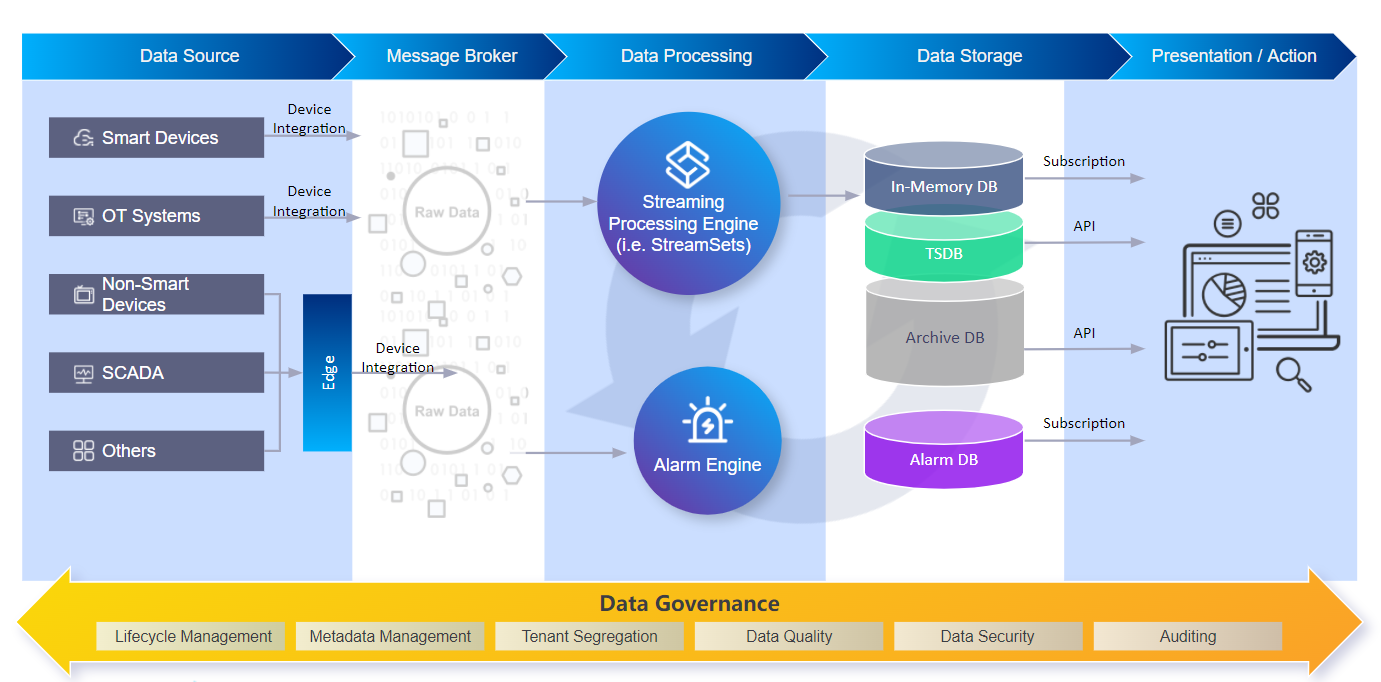 Data Source
Message Broker
Data Processing
Data Storage
Presentation / Action
Smart Devices
Device
Integration
OT Systems
Device
Integration
Non-Smart
Devices
SCADA
Others
Edge
Device
Integration
Raw Data
Raw Data
Streaming
Processing Engine
(i.e. StreamSets)
Alarm Engine
In-Memory DB
TSDB
Archive DB
Alarm DB
Subscription
API
API
Subscription
Data Governance
Lifecycle Management
Metadata Management
Tenant Segregation
Data Quality
Data Security
Auditing